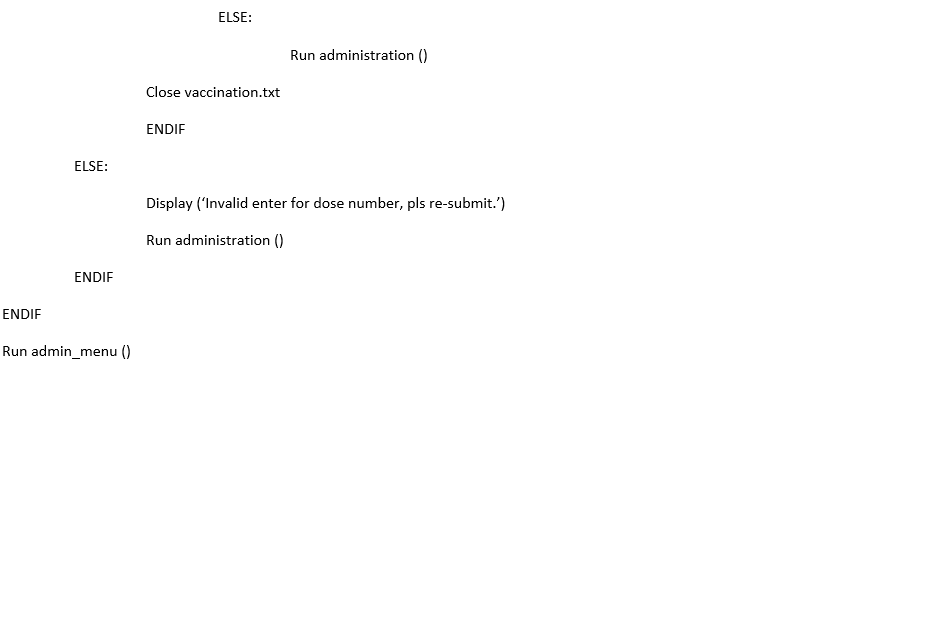 ELSE:
Run administration ()
Close vaccination.txt
ENDIF
ELSE:
Display (‘Invalid enter for dose number, pls re-submit.’)
Run administration ()
ENDIF
ENDIF
Run admin_menu ()